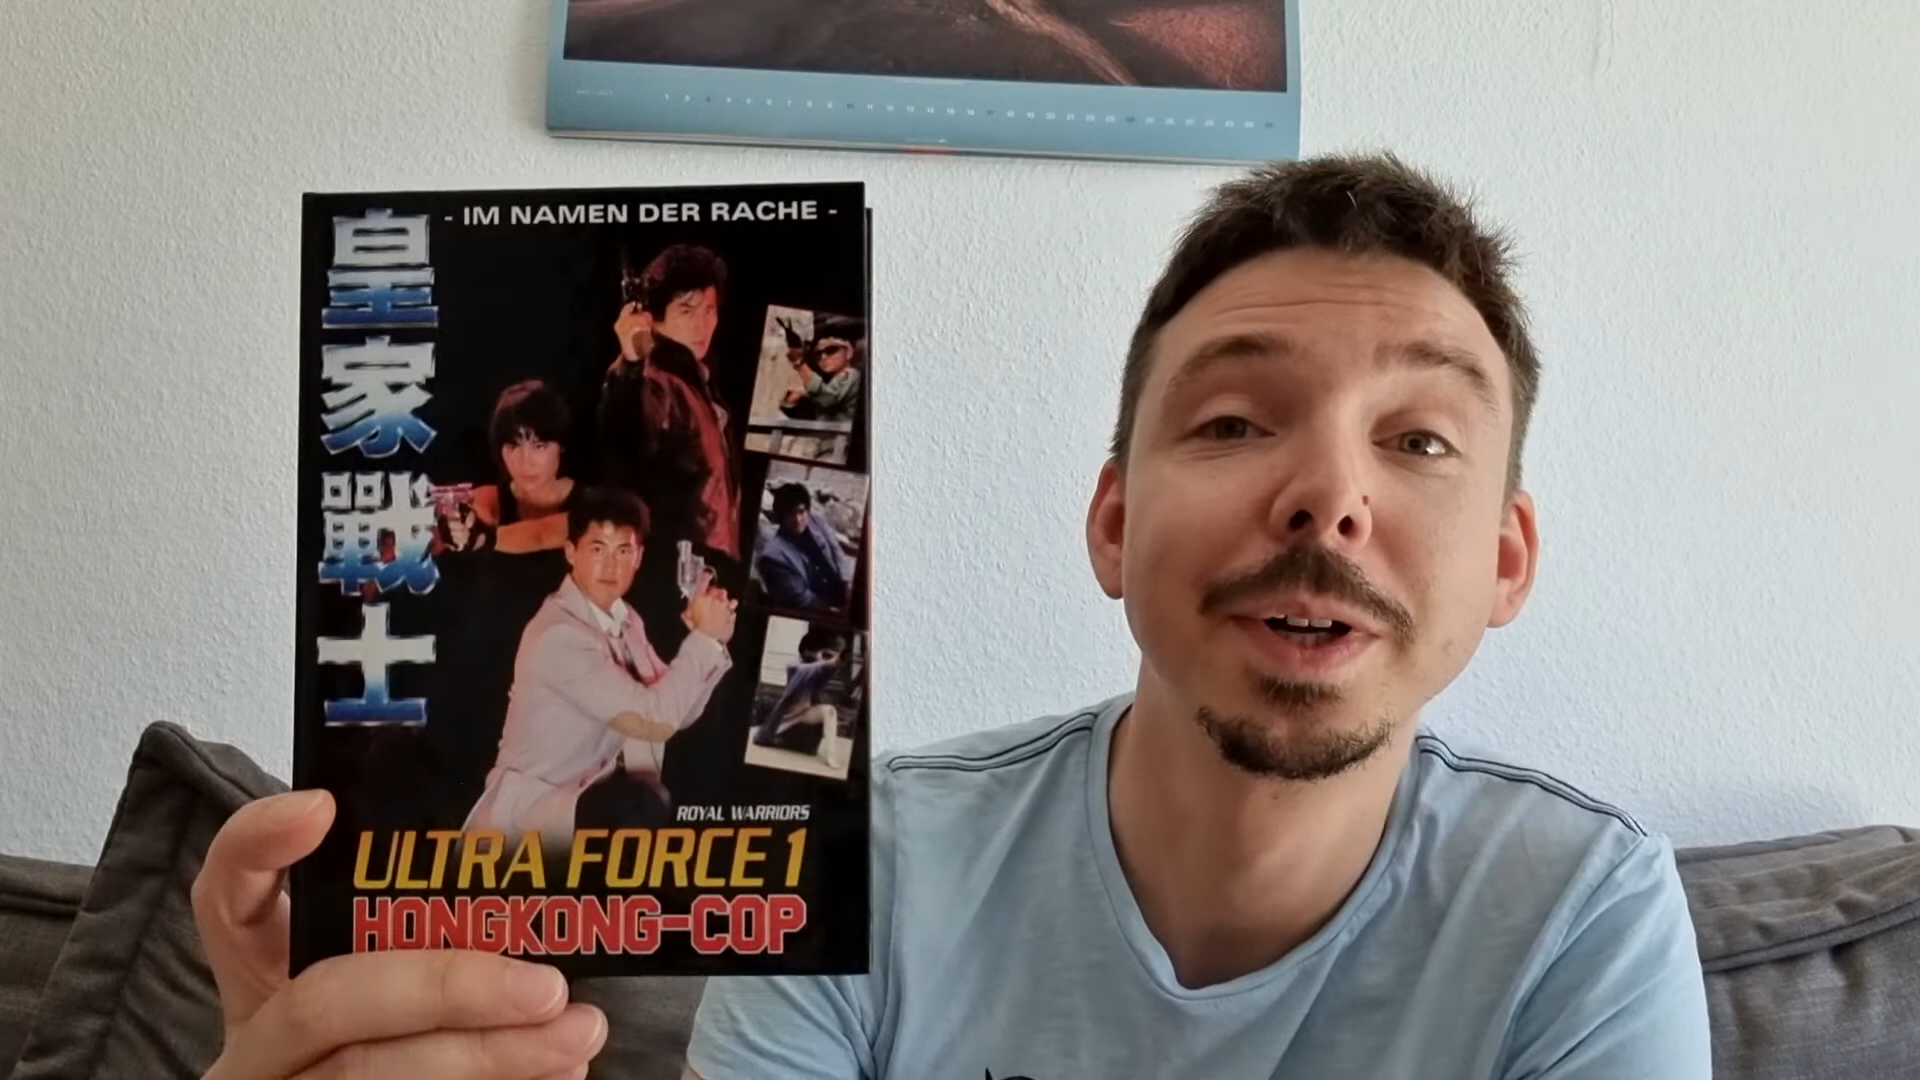 - IM NAMEN DER RACHE -
皇家戰士
ROYAL WARRIORS
ULTRA FORCE 1
HONGKONG-COP